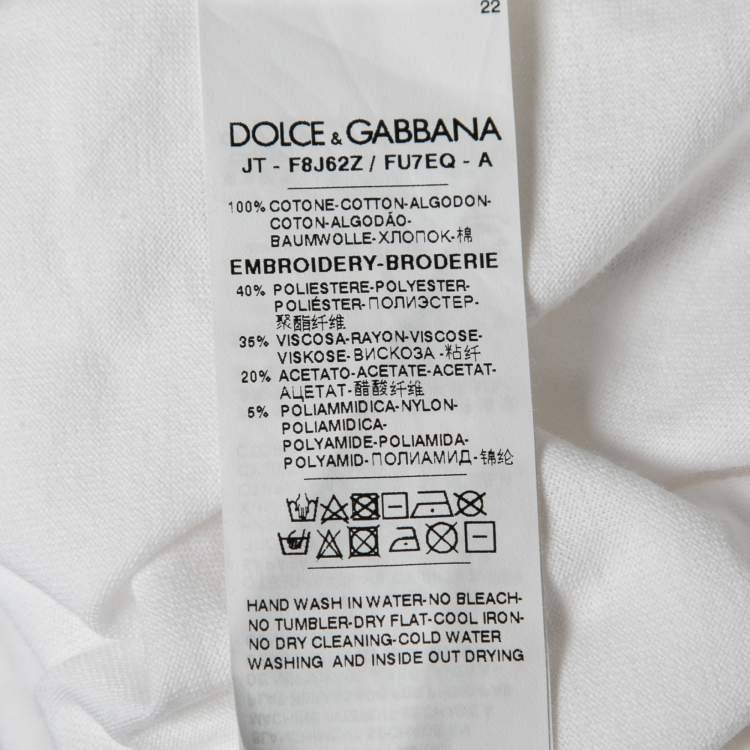 22
DOLCE & GABBANA
JT - F8J62Z / FU7EQ - A
100% COTONE-COTTON-ALGODON-
COTON-ALGODÃO-
BAUMWOLLE-ХЛОПОК-棉
EMBROIDERY-BRODERIE
40% POLIESTERE-POLYESTER-
POLIÉSTER-ПОЛИЭСТЕР-
聚酯纤维
35% VISCOSA-RAYON-VISCOSE-
VISKOSE-ВИСКОЗА-粘纤
20% ACETATO-ACETATE-ACETAT-
АЦЕТАТ-醋酸纤维
5% POLIAMMIDICA-NYLON-
POLIAMIDICA-
POLYAMIDE-POLIAMIDA-
POLYAMID-ПОЛИАМИД-锦纶
HAND WASH IN WATER-NO BLEACH-
NO TUMBLER-DRY FLAT-COOL IRON-
NO DRY CLEANING-COLD WATER
WASHING AND INSIDE OUT DRYING